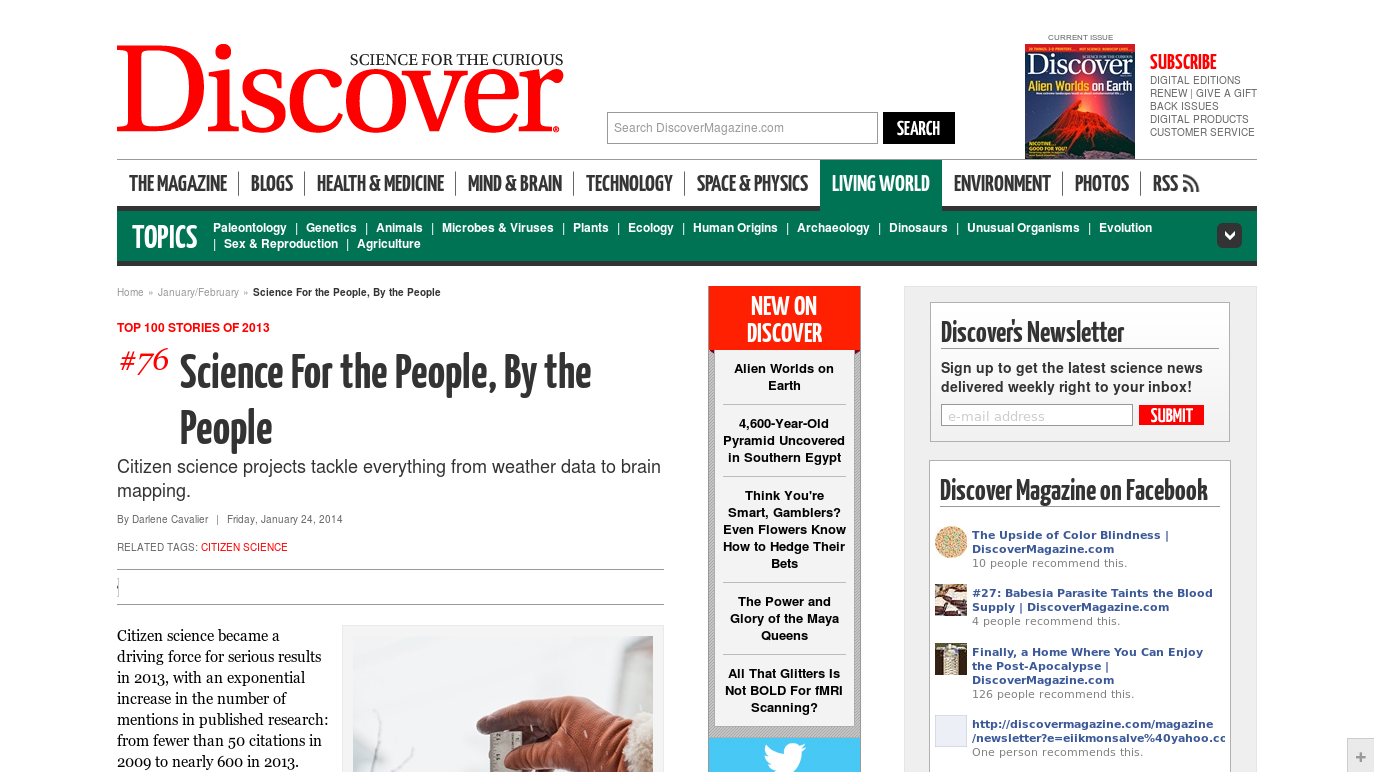 SCIENCE FOR THE CURIOUS
Discover
Search DiscoverMagazine.com
SEARCH
CURRENT ISSUE
Discover
Alien Worlds on Earth
NICOTINE...
GOOD FOR YOU?
SUBSCRIBE
DIGITAL EDITIONS
RENEW | GIVE A GIFT
BACK ISSUES
DIGITAL PRODUCTS
CUSTOMER SERVICE
THE MAGAZINE | BLOGS | HEALTH & MEDICINE | MIND & BRAIN | TECHNOLOGY | SPACE & PHYSICS LIVING WORLD ENVIRONMENT | PHOTOS | RSS
TOPICS
Paleontology | Genetics | Animals | Microbes & Viruses | Plants | Ecology | Human Origins | Archaeology | Dinosaurs | Unusual Organisms | Evolution
| Sex & Reproduction | Agriculture
Home » January/February » Science For the People, By the People
TOP 100 STORIES OF 2013
#76 Science For the People, By the
People
Citizen science projects tackle everything from weather data to brain
mapping.
By Darlene Cavalier | Friday, January 24, 2014
RELATED TAGS: CITIZEN SCIENCE
Citizen science became a
driving force for serious results
in 2013, with an exponential
increase in the number of
mentions in published research:
from fewer than 50 citations in
2009 to nearly 600 in 2013.
NEW ON
DISCOVER
Alien Worlds on
Earth
4,600-Year-Old
Pyramid Uncovered
in Southern Egypt
Think You're
Smart, Gamblers?
Even Flowers Know
How to Hedge Their
Bets
The Power and
Glory of the Maya
Queens
All That Glitters Is
Not BOLD For fMRI
Scanning?
Discover's Newsletter
Sign up to get the latest science news
delivered weekly right to your inbox!
e-mail address
SUBMIT
Discover Magazine on Facebook
The Upside of Color Blindness |
DiscoverMagazine.com
10 people recommend this.
#27: Babesia Parasite Taints the Blood
Supply | DiscoverMagazine.com
4 people recommend this.
Finally, a Home Where You Can Enjoy
the Post-Apocalypse |
DiscoverMagazine.com
126 people recommend this.
http://discovermagazine.com/magazine
/newsletter?e=eiikmonsalve%40yahoo.cc
One person recommends this.
+